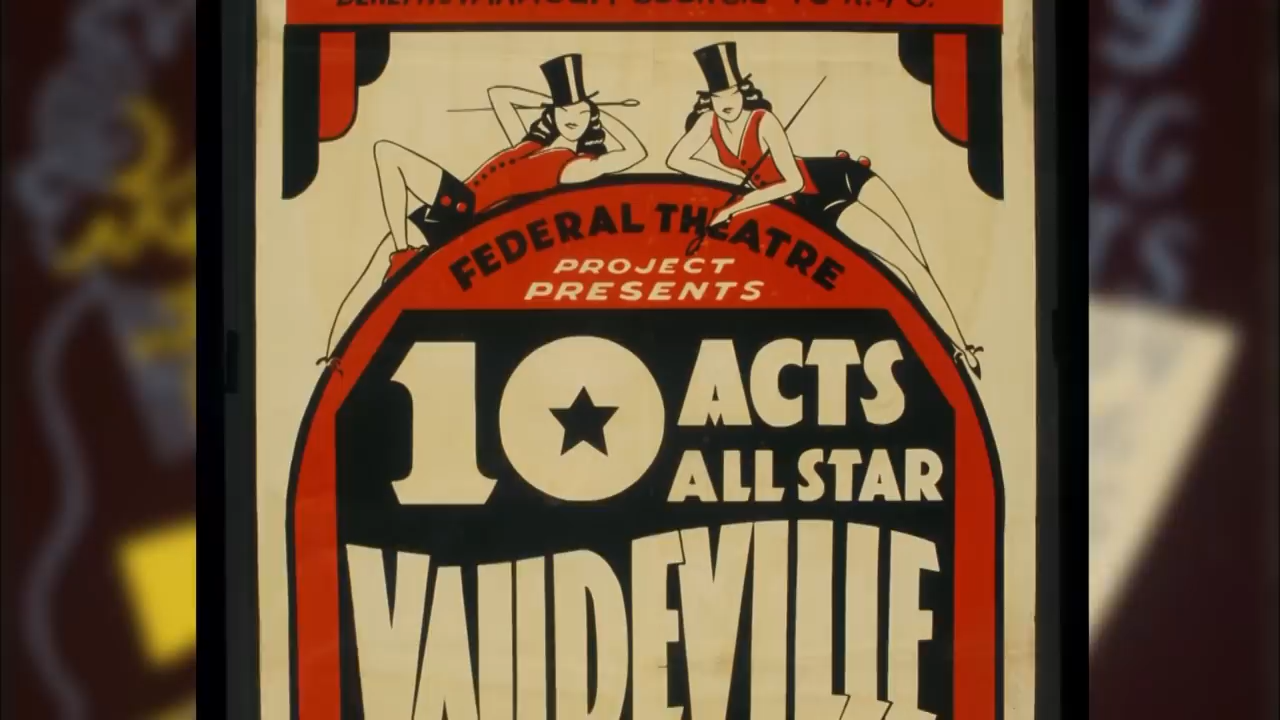 FEDERAL THEATRE
PROJECT
PRESENTS
10 ACTS
ALL STAR
VAUDEVILLE